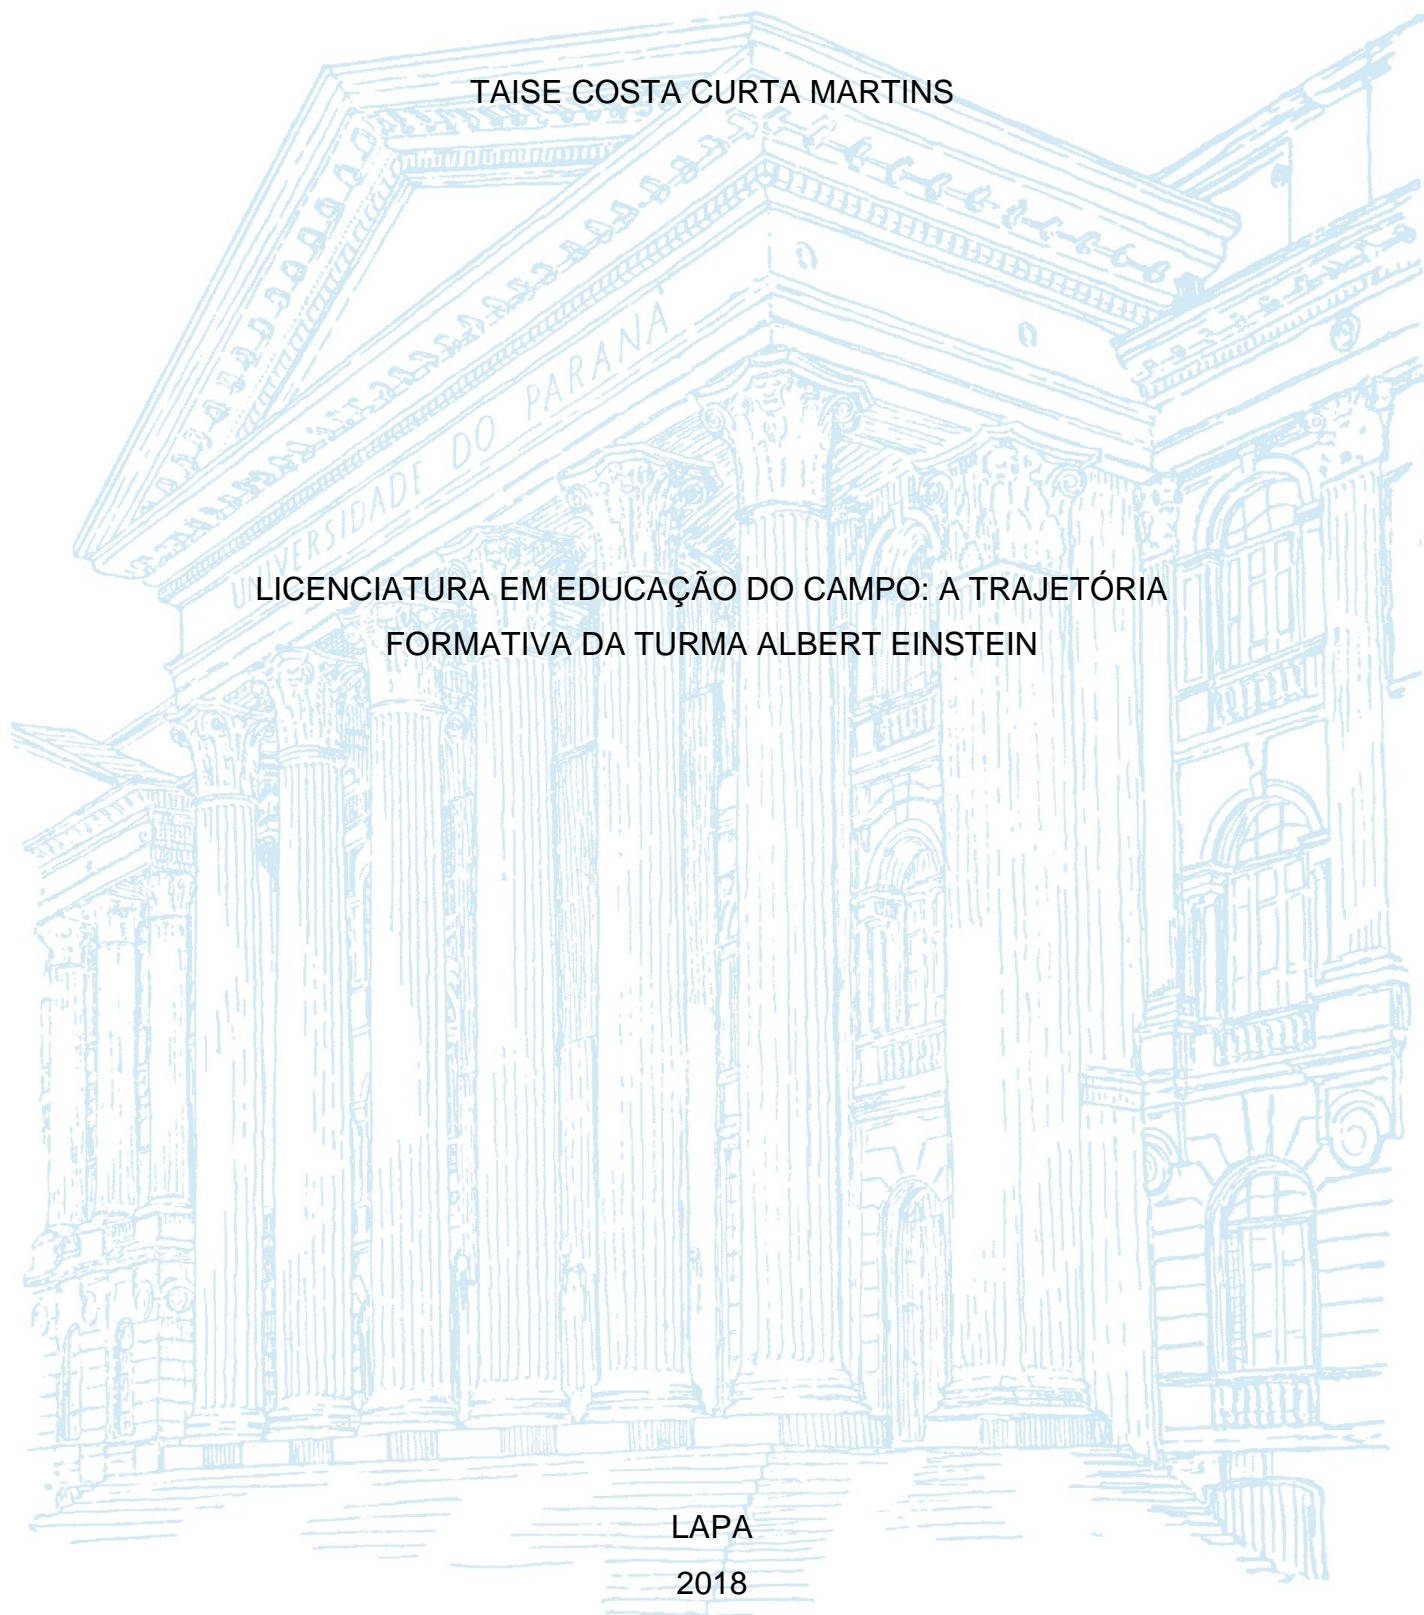 TAISE COSTA CURTA MARTINS
UNIVERSIDADE DO PARANÁ
LICENCIATURA EM EDUCAÇÃO DO CAMPO: A TRAJETÓRIA
FORMATIVA DA TURMA ALBERT EINSTEIN
LAPA
2018